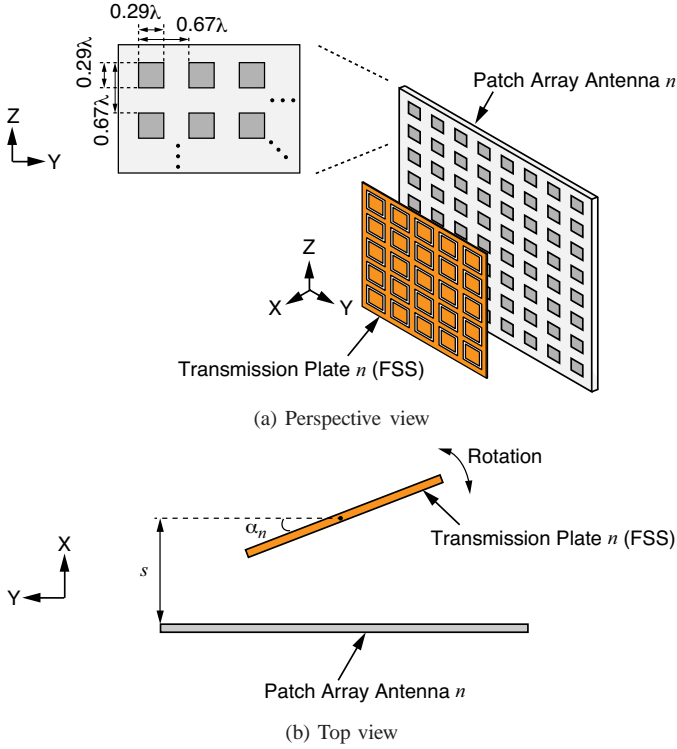 0.29λ
0.67λ
0.29λ
0.67λ
Z
Y
Patch Array Antenna n
Z
X
Y
Transmission Plate n (FSS)
(a) Perspective view
Rotation
αn
Transmission Plate n (FSS)
X
Y
s
Patch Array Antenna n
(b) Top view